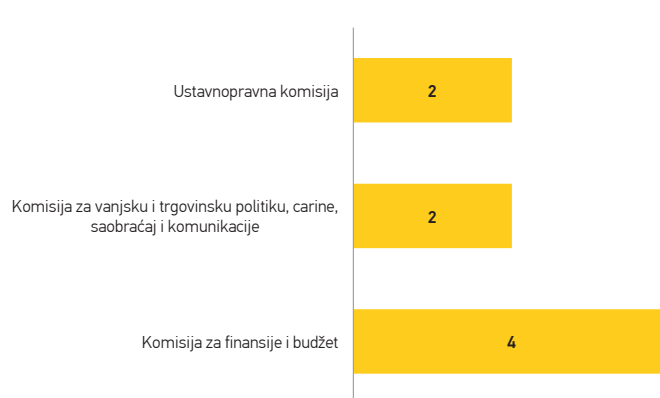 Ustavnopravna komisija
2
Komisija za vanjsku i trgovinsku politiku, carine,
saobraćaj i komunikacije
2
Komisija za finansije i budžet
4